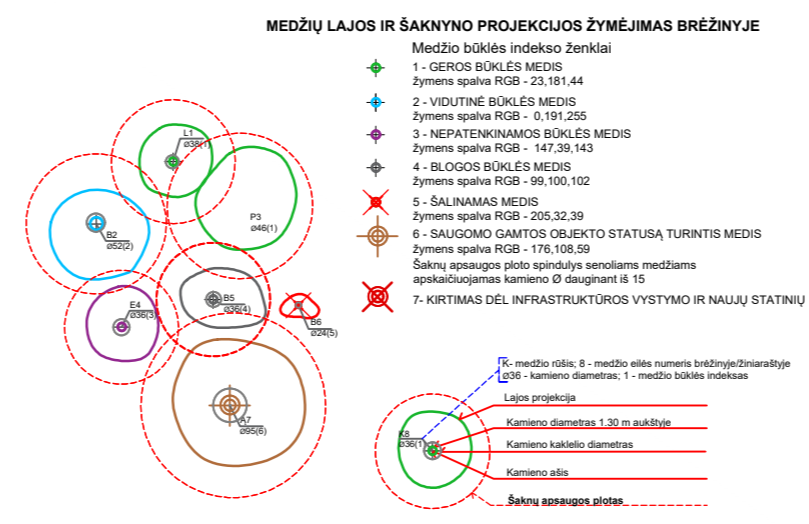 MEDŽIŲ LAJOS IR ŠAKNYNO PROJEKCIJOS ŽYMĖJIMAS BRĖŽINYJE
Medžio būklės indekso ženklai
1 - GEROS BŪKLĖS MEDIS
žymens spalva RGB - 23,181,44
2 - VIDUTINĖ BŪKLĖS MEDIS
žymens spalva RGB - 0,191,255
3 - NEPATENKINAMOS BŪKLĖS MEDIS
žymens spalva RGB - 147,39,143
4 - BLOGOS BŪKLĖS MEDIS
žymens spalva RGB - 99,100,102
5 - ŠALINAMAS MEDIS
žymens spalva RGB - 205,32,39
6 - SAUGOMO GAMTOS OBJEKTO STATUSĄ TURINTIS MEDIS
žymens spalva RGB - 176,108,59
Šaknų apsaugos ploto spindulys senoliams medžiams
apskaičiuojamas kamieno Ø dauginant iš 15
7- KIRTIMAS DĖL INFRASTRUKTŪROS VYSTYMO IR NAUJŲ STATINIŲ
L1
ø38(1)
P3
ø46(1)
B2
ø52(2)
B5
ø36(4)
E4
ø36(3)
B6
ø24(5)
A7
ø95(6)
K- medžio rūšis; 8 - medžio eilės numeris brėžinyje/žiniaraštyje
ø36 - kamieno diametras; 1 - medžio būklės indeksas
Lajos projekcija
Kamieno diametras 1.30 m aukštyje
K8
ø36(1)
Kamieno kaklelio diametras
Kamieno ašis
Šaknų apsaugos plotas